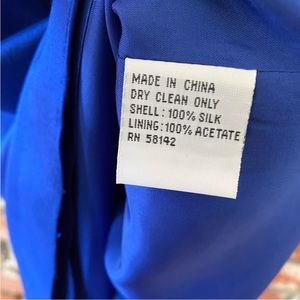 MADE IN CHINA
DRY CLEAN ONLY
SHELL: 100% SILK
LINING: 100% ACETATE
RN 58142